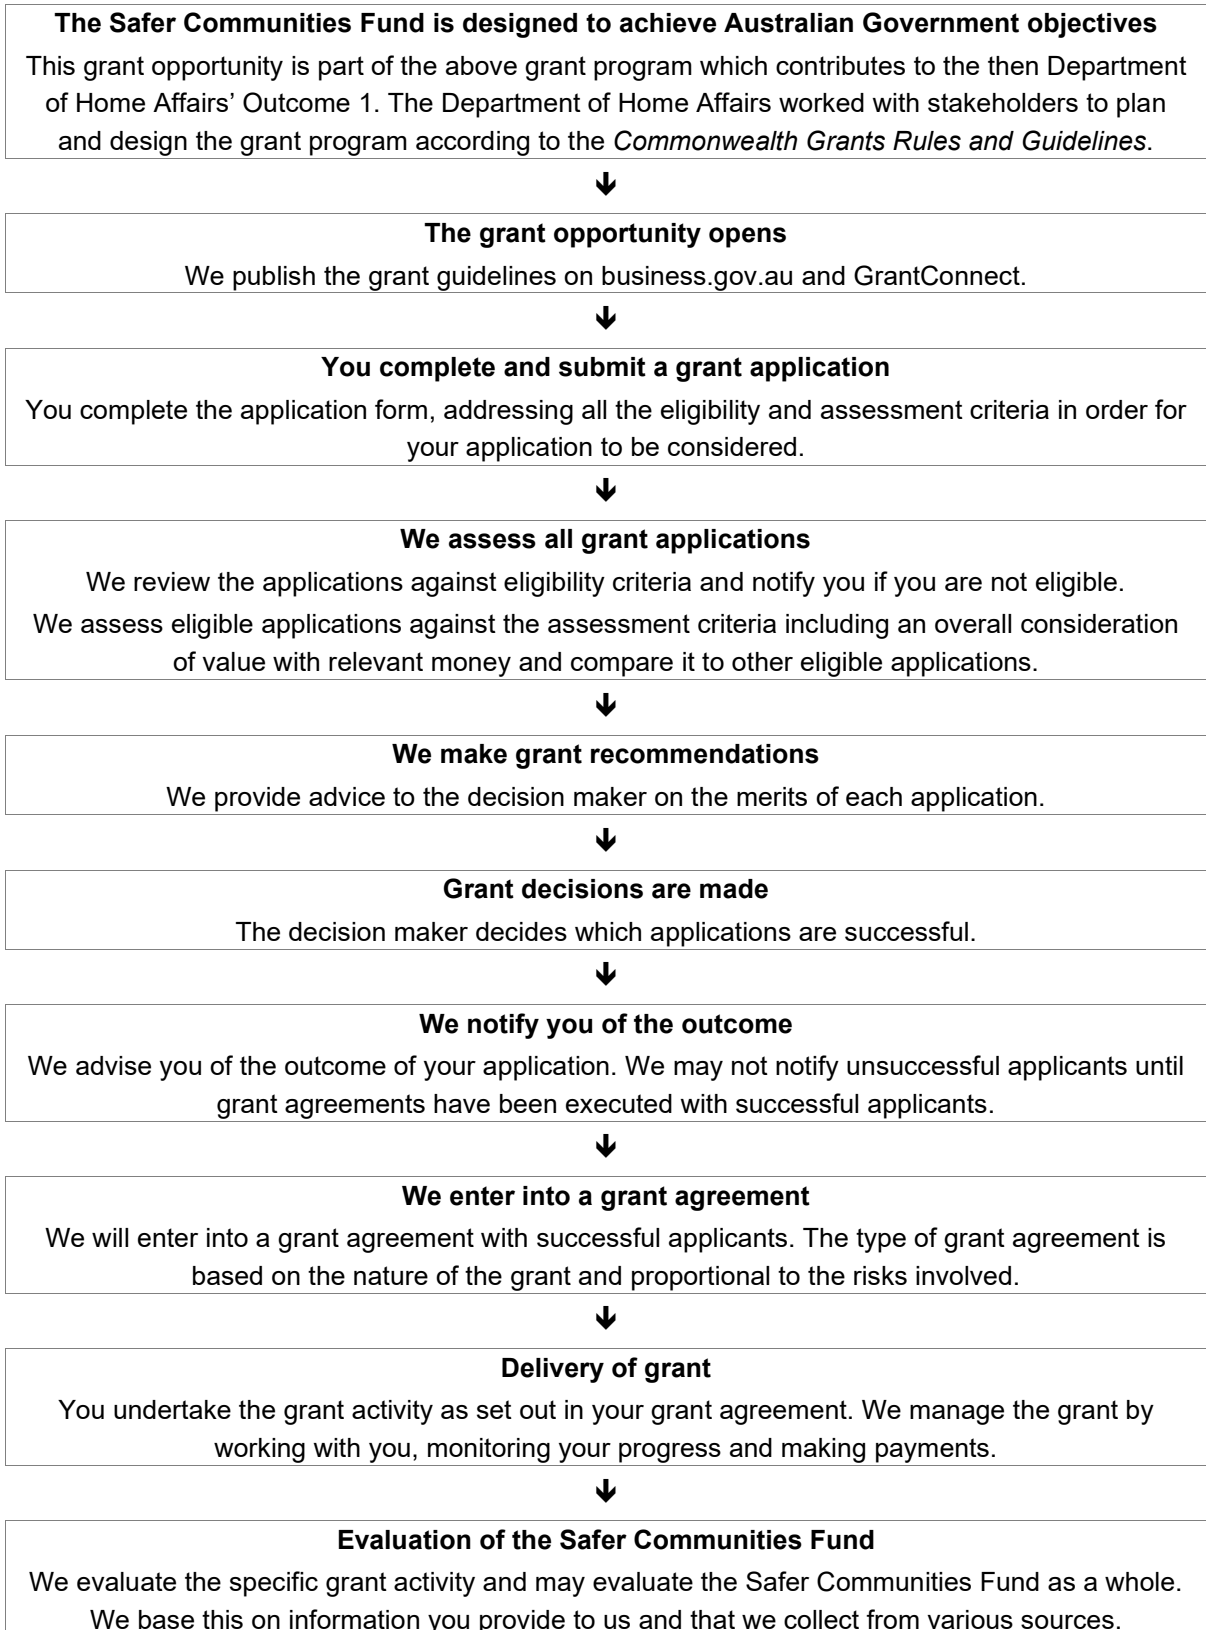 The Safer Communities Fund is designed to achieve Australian Government objectives
This grant opportunity is part of the above grant program which contributes to the then Department
of Home Affairs’ Outcome 1. The Department of Home Affairs worked with stakeholders to plan
and design the grant program according to the Commonwealth Grants Rules and Guidelines.
The grant opportunity opens
We publish the grant guidelines on business.gov.au and GrantConnect.
You complete and submit a grant application
You complete the application form, addressing all the eligibility and assessment criteria in order for
your application to be considered.
We assess all grant applications
We review the applications against eligibility criteria and notify you if you are not eligible.
We assess eligible applications against the assessment criteria including an overall consideration
of value with relevant money and compare it to other eligible applications.
We make grant recommendations
We provide advice to the decision maker on the merits of each application.
Grant decisions are made
The decision maker decides which applications are successful.
We notify you of the outcome
We advise you of the outcome of your application. We may not notify unsuccessful applicants until
grant agreements have been executed with successful applicants.
We enter into a grant agreement
We will enter into a grant agreement with successful applicants. The type of grant agreement is
based on the nature of the grant and proportional to the risks involved.
Delivery of grant
You undertake the grant activity as set out in your grant agreement. We manage the grant by
working with you, monitoring your progress and making payments.
Evaluation of the Safer Communities Fund
We evaluate the specific grant activity and may evaluate the Safer Communities Fund as a whole.
We base this on information you provide to us and that we collect from various sources.